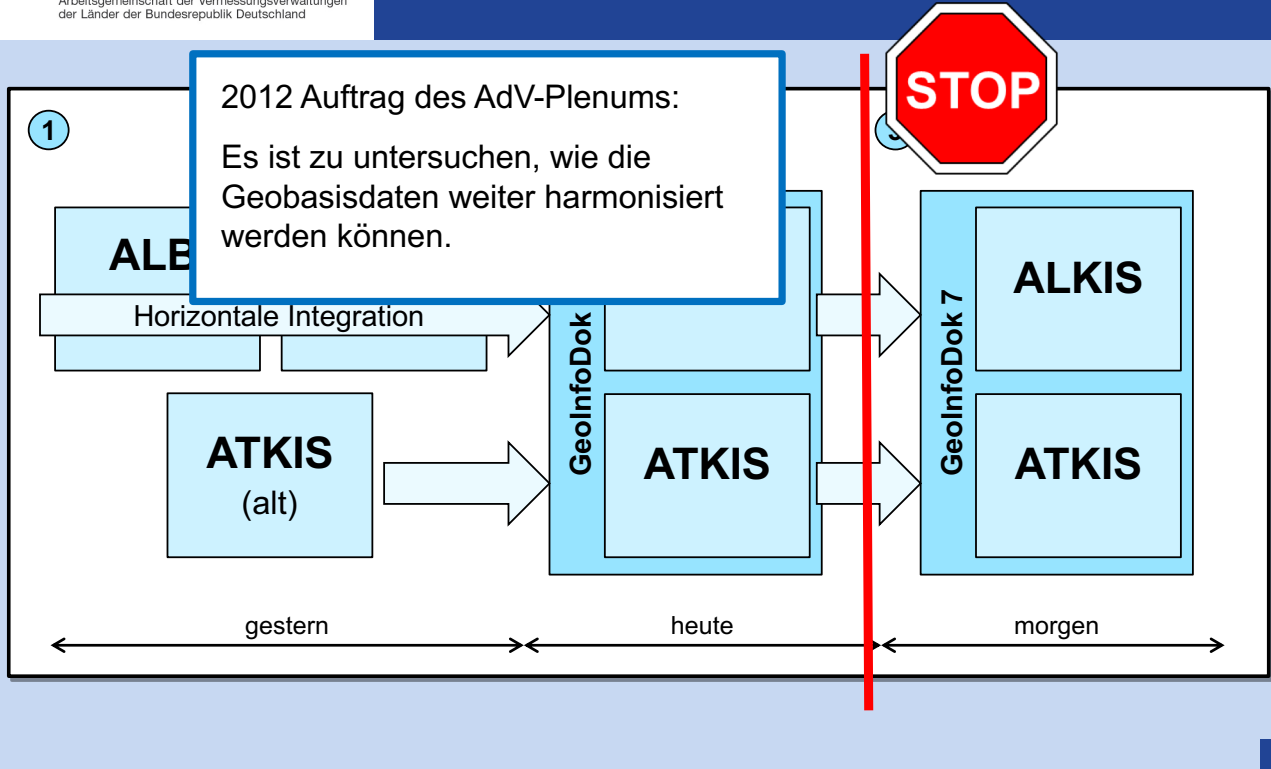 Arbeitsgemeinschaft der Vermessungsverwaltungen
der Länder der Bundesrepublik Deutschland
STOP
2012 Auftrag des AdV-Plenums:
Es ist zu untersuchen, wie die
Geobasisdaten weiter harmonisiert
werden können.
1
ALB
Horizontale Integration
ATKIS
(alt)
GeoInfoDok
ATKIS
GeoInfoDok 7
ALKIS
ATKIS
gestern
heute
morgen